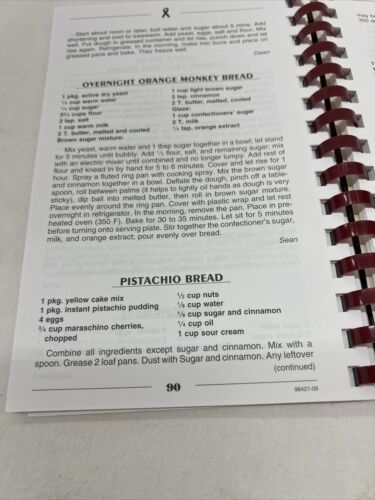 Start about noon or later, boil water and sugar about 5 mins. Add
shortening and cool to lukewarm. Add yeast, eggs, salt and flour. Mix
well. Put dough in greased container and let rise, punch down and let
rise again. Refrigerate. In the morning, make into buns and place on
greased pans and bake. They freeze well.
Dawn
OVERNIGHT ORANGE MONKEY BREAD
1 pkg. active dry yeast
¼ cup warm water
¼ cup sugar
3¾ cups flour
2 tsp. salt
1 cup warm milk
2 T. butter, melted and cooled
Brown sugar mixture:
1 cup light brown sugar
2 tsp. cinnamon
2 T. butter, melted, cooled
Glaze:
1 cup confectioners' sugar
2 T. milk
tsp. orange extract
Mix yeast, warm water and 1 tbsp sugar together in a bowl; let stand
for 5 minutes until bubbly. Add ½ flour, salt, and remaining sugar; mix
with an electric mixer until combined and no longer lumpy. Add rest of
flour and knead in by hand for 5 to 6 minutes. Cover and let rise for 1
hour. Spray a fluted ring pan with cooking spray. Mix the brown sugar
and cinnamon together in a bowl. Deflate the dough, pinch off a table-
spoon, roll between palms (it helps to lightly oil hands as dough is very
sticky), dip ball into melted butter, then roll in brown sugar mixture.
Place evenly around the ring pan. Cover with plastic wrap and let rest
overnight in refrigerator. In the morning, remove the pan. Place in pre-
heated oven (350 F). Bake for 30 to 35 minutes. Let sit for 5 minutes
before turning onto serving plate. Stir together the confectioner's sugar,
milk, and orange extract; pour evenly over bread.
Sean
PISTACHIO BREAD
1 pkg. yellow cake mix
1 pkg. instant pistachio pudding
4 eggs
¾ cup maraschino cherries,
chopped
½ cup nuts
⅛ cup water
⅛ cup sugar and cinnamon
¼ cup oil
1 cup sour cream
Combine all ingredients except sugar and cinnamon. Mix with a
spoon. Grease 2 loaf pans. Dust with Sugar and cinnamon. Any leftover
(continued)
90
98421-09
may b
350 d